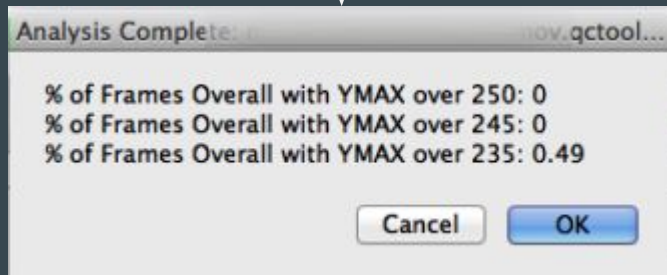 Analysis Complete: mov.qctool...
% of Frames Overall with YMAX over 250: 0
% of Frames Overall with YMAX over 245: 0
% of Frames Overall with YMAX over 235: 0.49
Cancel OK